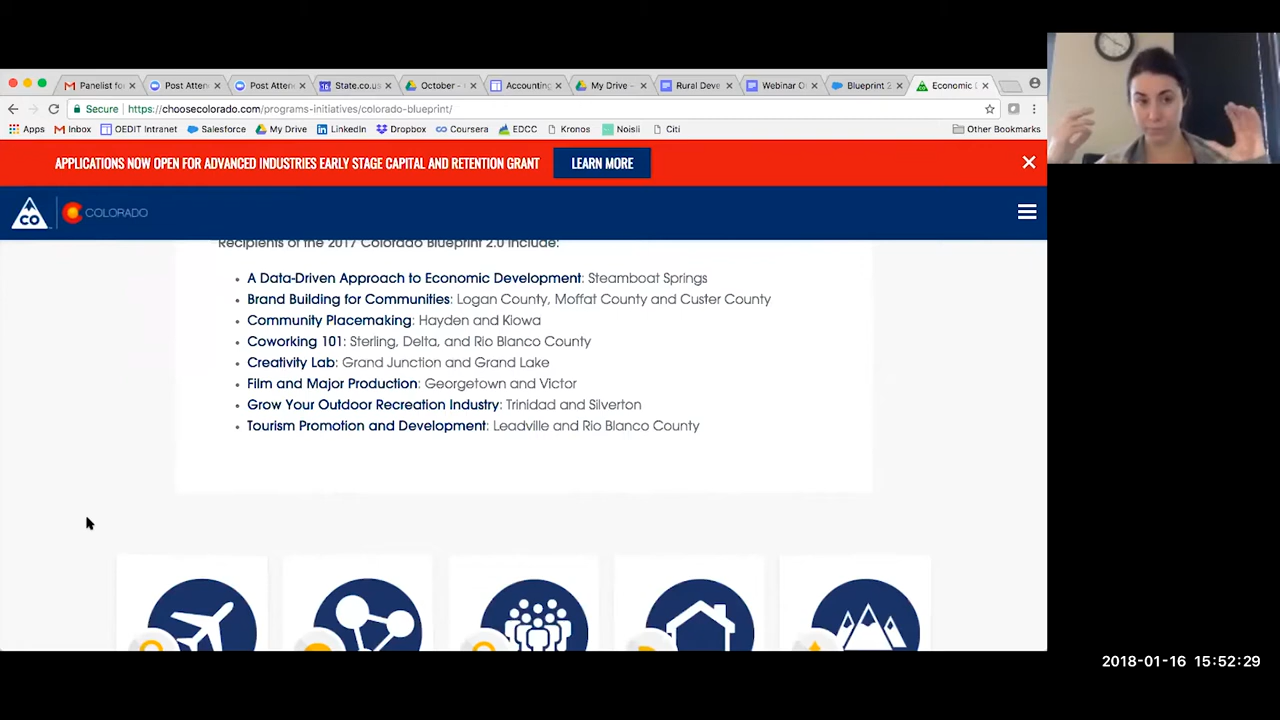 Panelist for
Post Atten
Post Atten
State.co.us
October -
Accounting
My Drive -
Rural Deve
Webinar O
Blueprint 2
Economic D
Secure
https://choosecolorado.com/programs-initiatives/colorado-blueprint/
Apps
Inbox
OEDIT Intranet
Salesforce
My Drive
LinkedIn
Dropbox
Coursera
EDCC
Kronos
Noisli
Citi
Other Bookmarks
APPLICATIONS NOW OPEN FOR ADVANCED INDUSTRIES EARLY STAGE CAPITAL AND RETENTION GRANT
LEARN MORE
CO
COLORADO
Recipients of the 2017 Colorado Blueprint 2.0 include:
A Data-Driven Approach to Economic Development: Steamboat Springs
Brand Building for Communities: Logan County, Moffat County and Custer County
Community Placemaking: Hayden and Kiowa
Coworking 101: Sterling, Delta, and Rio Blanco County
Creativity Lab: Grand Junction and Grand Lake
Film and Major Production: Georgetown and Victor
Grow Your Outdoor Recreation Industry: Trinidad and Silverton
Tourism Promotion and Development: Leadville and Rio Blanco County
2018-01-16 15:52:29